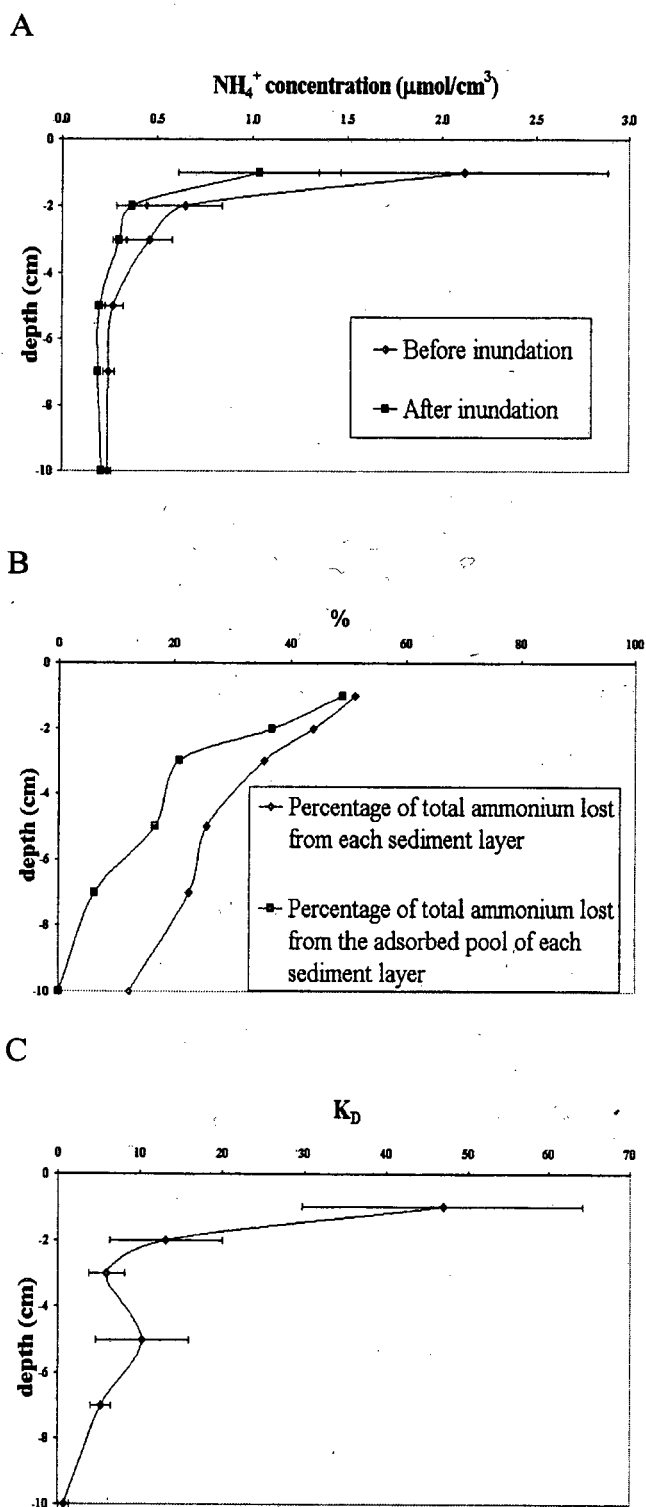 A
NH₄⁺ concentration (µmol/cm³)
0.0 0.5 1.0 1.5 2.0 2.5 3.0
0
-2
-4
-6
-8
-10
depth (cm)
Before inundation
After inundation
B
%
0 20 40 60 80 100
0
-2
-4
-6
-8
-10
depth (cm)
Percentage of total ammonium lost
from each sediment layer
Percentage of total ammonium lost
from the adsorbed pool of each
sediment layer
C
K_D
0 10 20 30 40 50 60 70
0
-2
-4
-6
-8
-10
depth (cm)